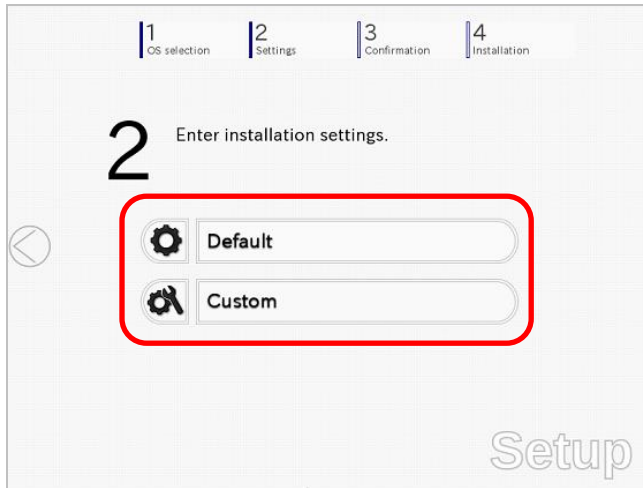 1
OS selection
2
Settings
3
Confirmation
4
Installation
2
Enter installation settings.
Default
Custom
Setup